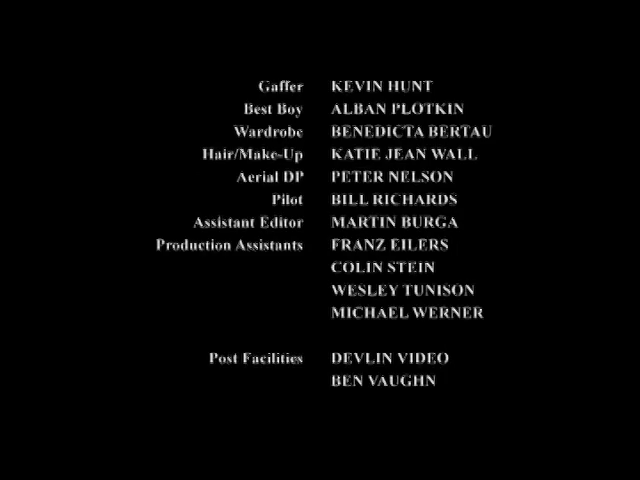 Gaffer KEVIN HUNT
Best Boy ALBAN PLOTKIN
Wardrobe BENEDICTA BERTAU
Hair/Make-Up KATIE JEAN WALL
Aerial DP PETER NELSON
Pilot BILL RICHARDS
Assistant Editor MARTIN BURGA
Production Assistants FRANZ EILERS
COLIN STEIN
WESLEY TUNISON
MICHAEL WERNER
Post Facilities DEVLIN VIDEO
BEN VAUGHN